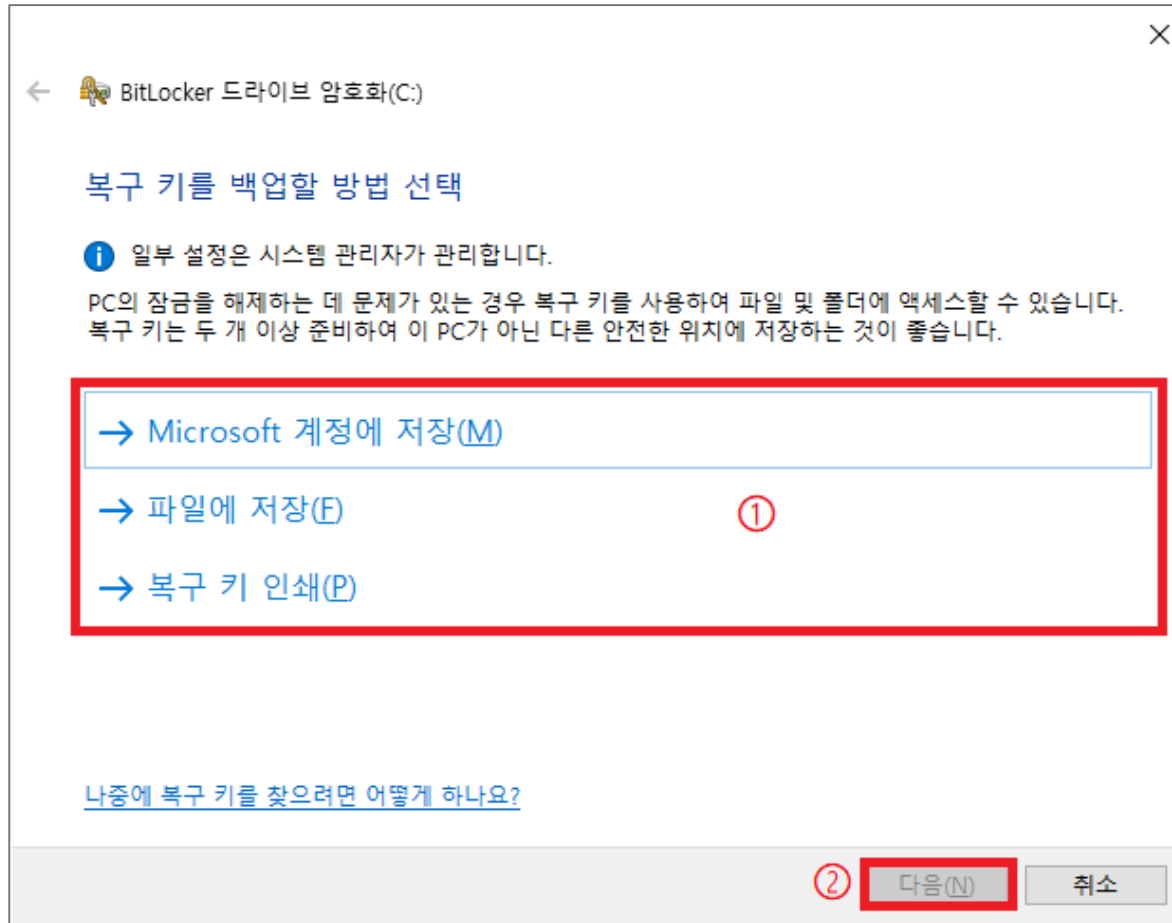 BitLocker 드라이브 암호화(C:)
복구 키를 백업할 방법 선택
일부 설정은 시스템 관리자가 관리합니다.
PC의 잠금을 해제하는 데 문제가 있는 경우 복구 키를 사용하여 파일 및 폴더에 액세스할 수 있습니다.
복구 키는 두 개 이상 준비하여 이 PC가 아닌 다른 안전한 위치에 저장하는 것이 좋습니다.
→ Microsoft 계정에 저장(M)
→ 파일에 저장(F)
①
→ 복구 키 인쇄(P)
나중에 복구 키를 찾으려면 어떻게 하나요?
② 다음(N) 취소